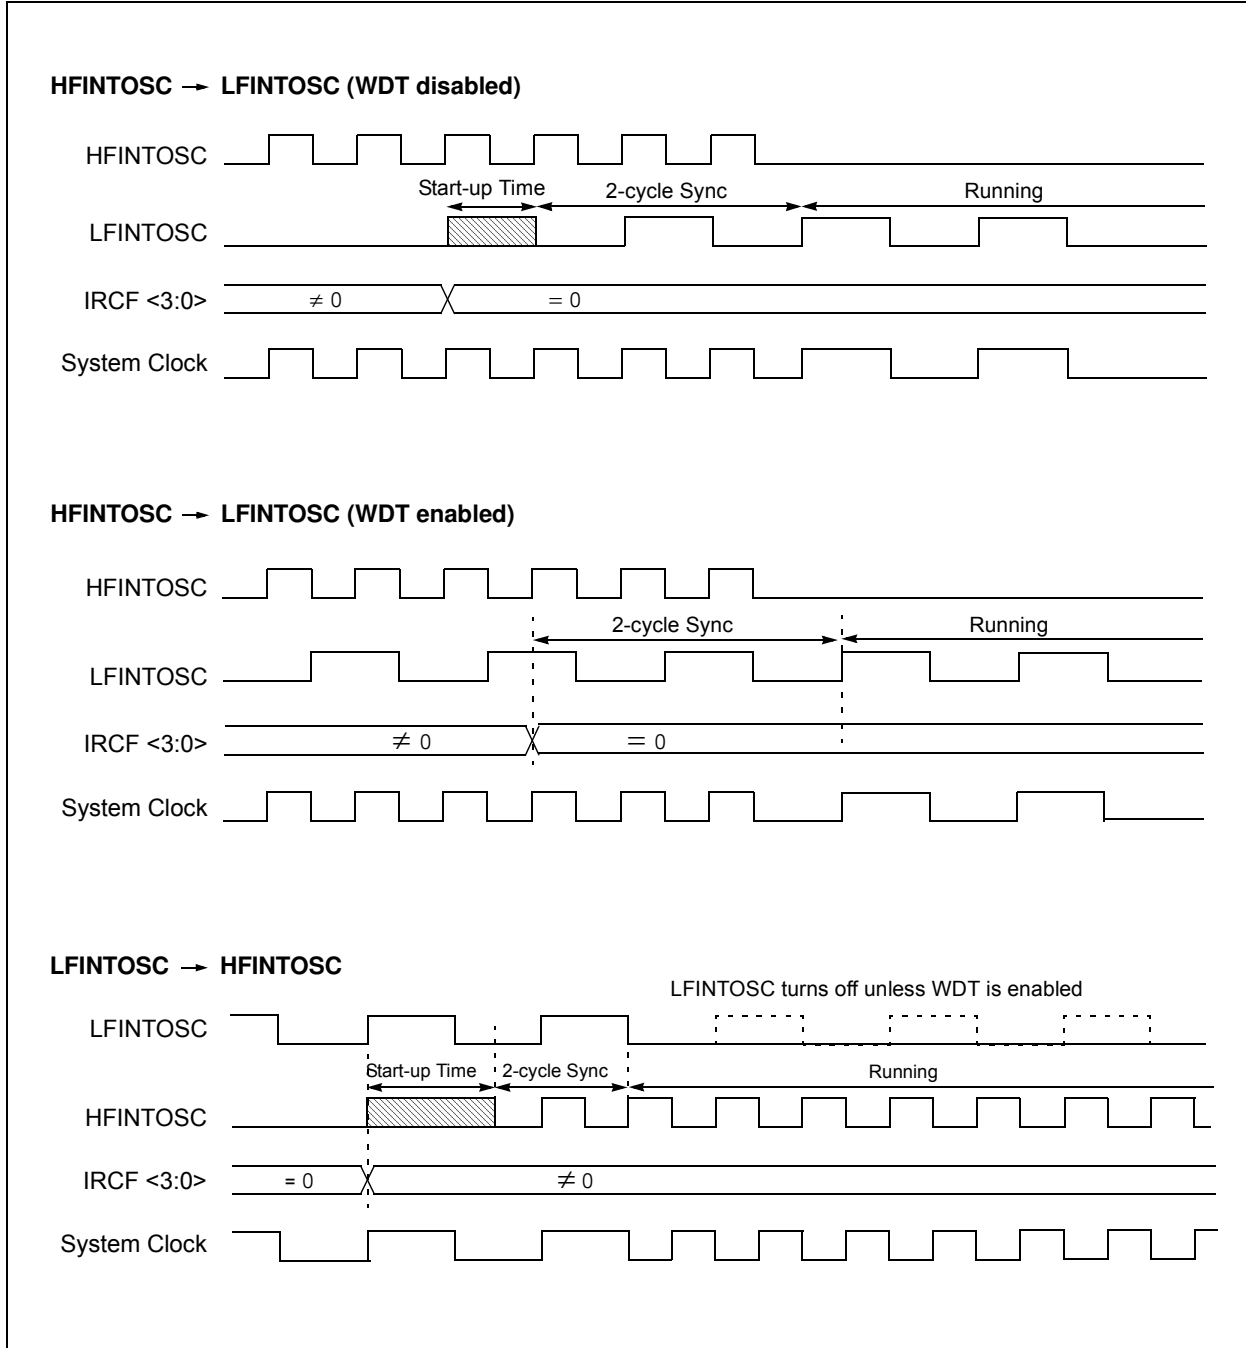 HFINTOSC → LFINTOSC (WDT disabled)
HFINTOSC
Start-up Time 2-cycle Sync Running
LFINTOSC
IRCF <3:0> ≠ 0 = 0
System Clock
HFINTOSC → LFINTOSC (WDT enabled)
HFINTOSC
2-cycle Sync Running
LFINTOSC
IRCF <3:0> ≠ 0 = 0
System Clock
LFINTOSC → HFINTOSC
LFINTOSC turns off unless WDT is enabled
LFINTOSC
Start-up Time 2-cycle Sync Running
HFINTOSC
IRCF <3:0> = 0 ≠ 0
System Clock